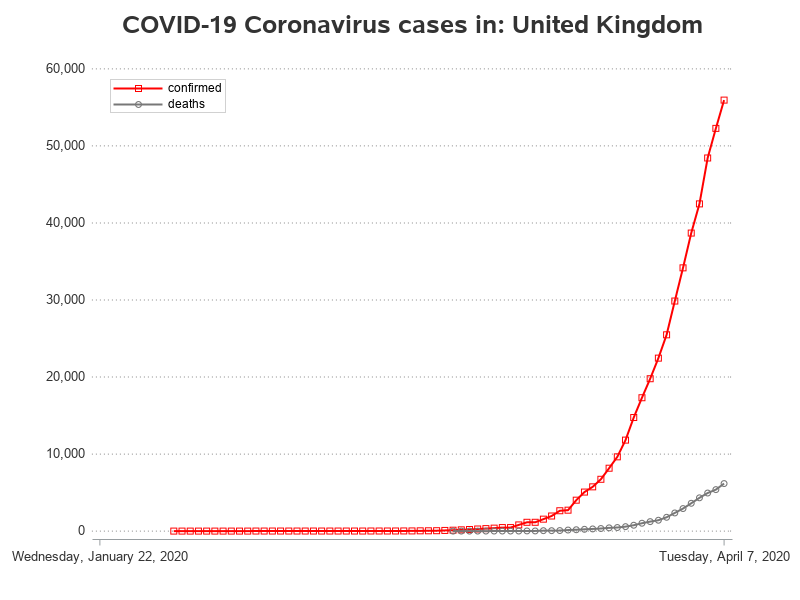 COVID-19 Coronavirus cases in: United Kingdom
60,000
confirmed
deaths
50,000
40,000
30,000
20,000
10,000
0
Wednesday, January 22, 2020
Tuesday, April 7, 2020